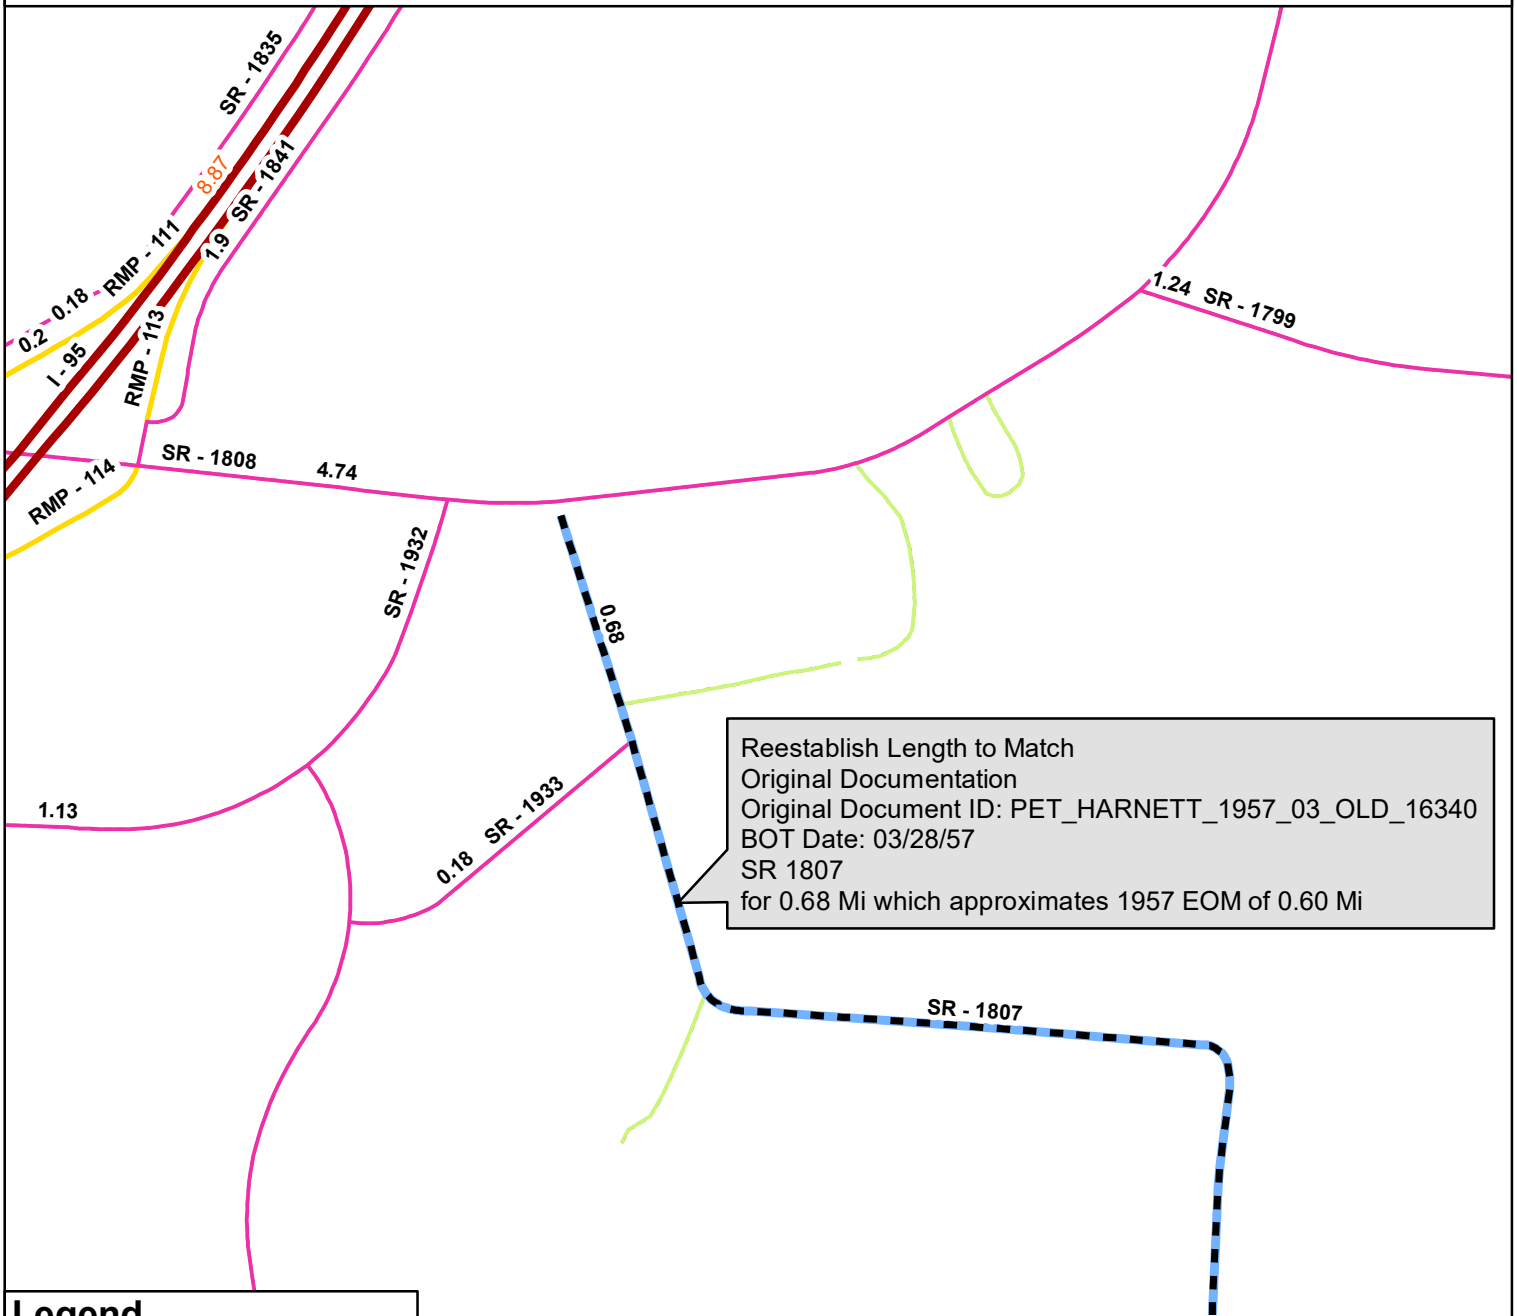 SR - 1835
8.87
SR - 1841
1.9
RMP - 111
0.18
0.2
I - 95
RMP - 113
1.24 SR - 1799
SR - 1808
4.74
RMP - 114
SR - 1932
0.68
Reestablish Length to Match
Original Documentation
Original Document ID: PET_HARNETT_1957_03_OLD_16340
BOT Date: 03/28/57
SR 1807
for 0.68 Mi which approximates 1957 EOM of 0.60 Mi
1.13
0.18 SR - 1933
SR - 1807
Legend